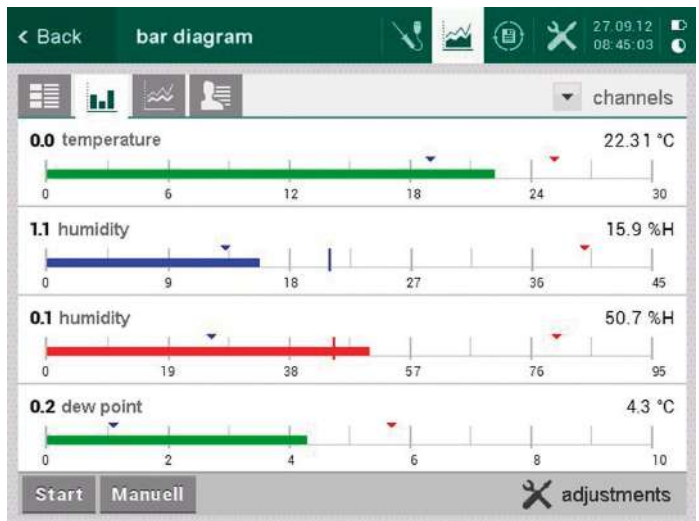 < Back bar diagram 27.09.12
08:45:03
channels
0.0 temperature 22.31 °C
0 6 12 18 24 30
1.1 humidity 15.9 %H
0 9 18 27 36 45
0.1 humidity 50.7 %H
0 19 38 57 76 95
0.2 dew point 4.3 °C
0 2 4 6 8 10
Start Manuell adjustments